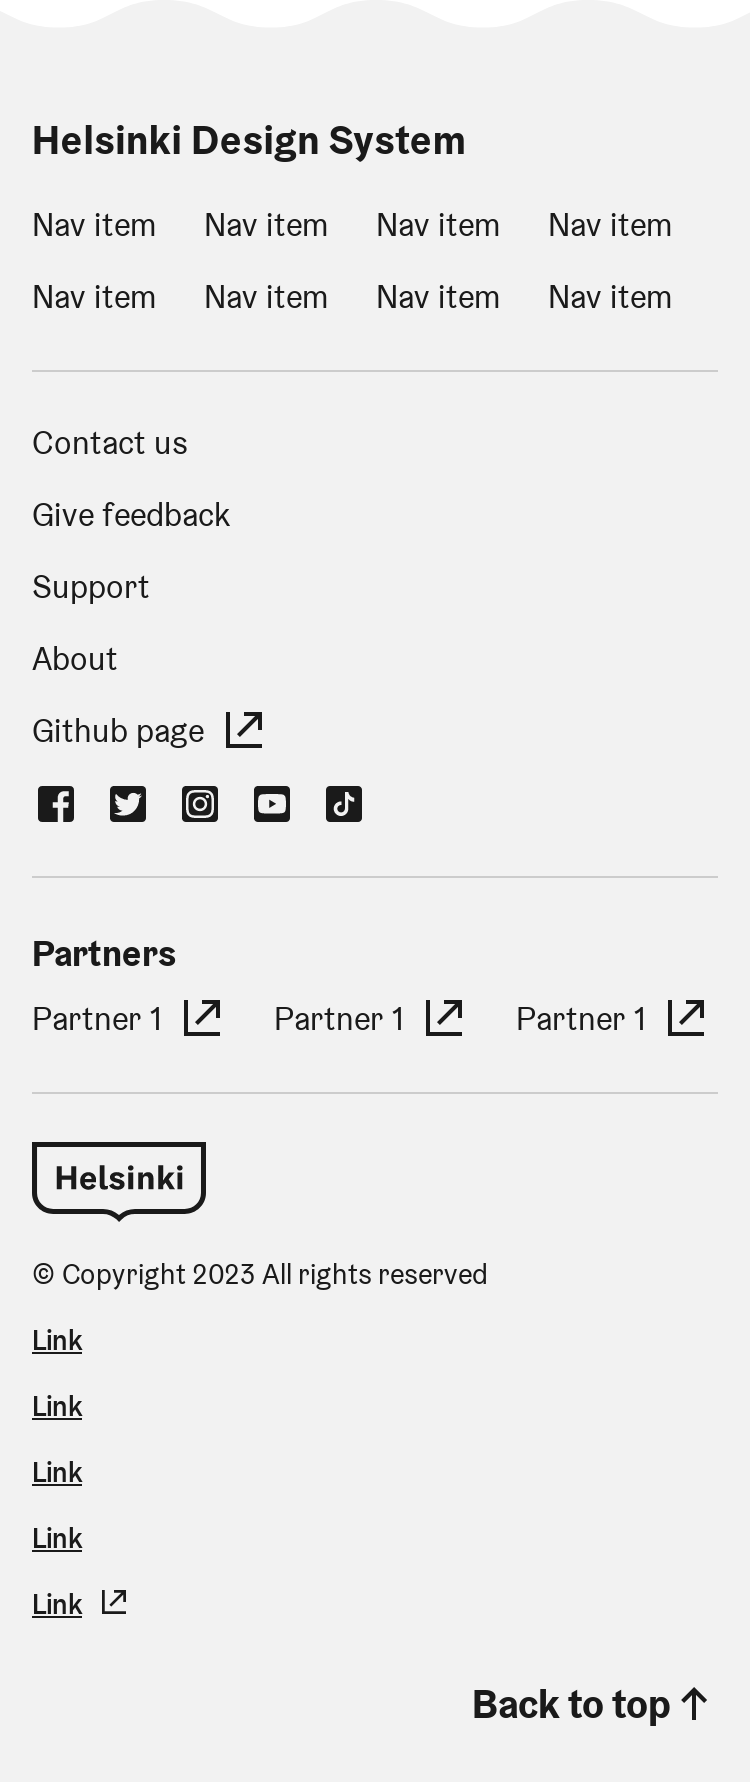 Helsinki Design System
Nav item Nav item Nav item Nav item
Nav item Nav item Nav item Nav item
Contact us
Give feedback
Support
About
Github page
Partners
Partner 1 Partner 1 Partner 1
Helsinki
© Copyright 2023 All rights reserved
Link
Link
Link
Link
Link
Back to top